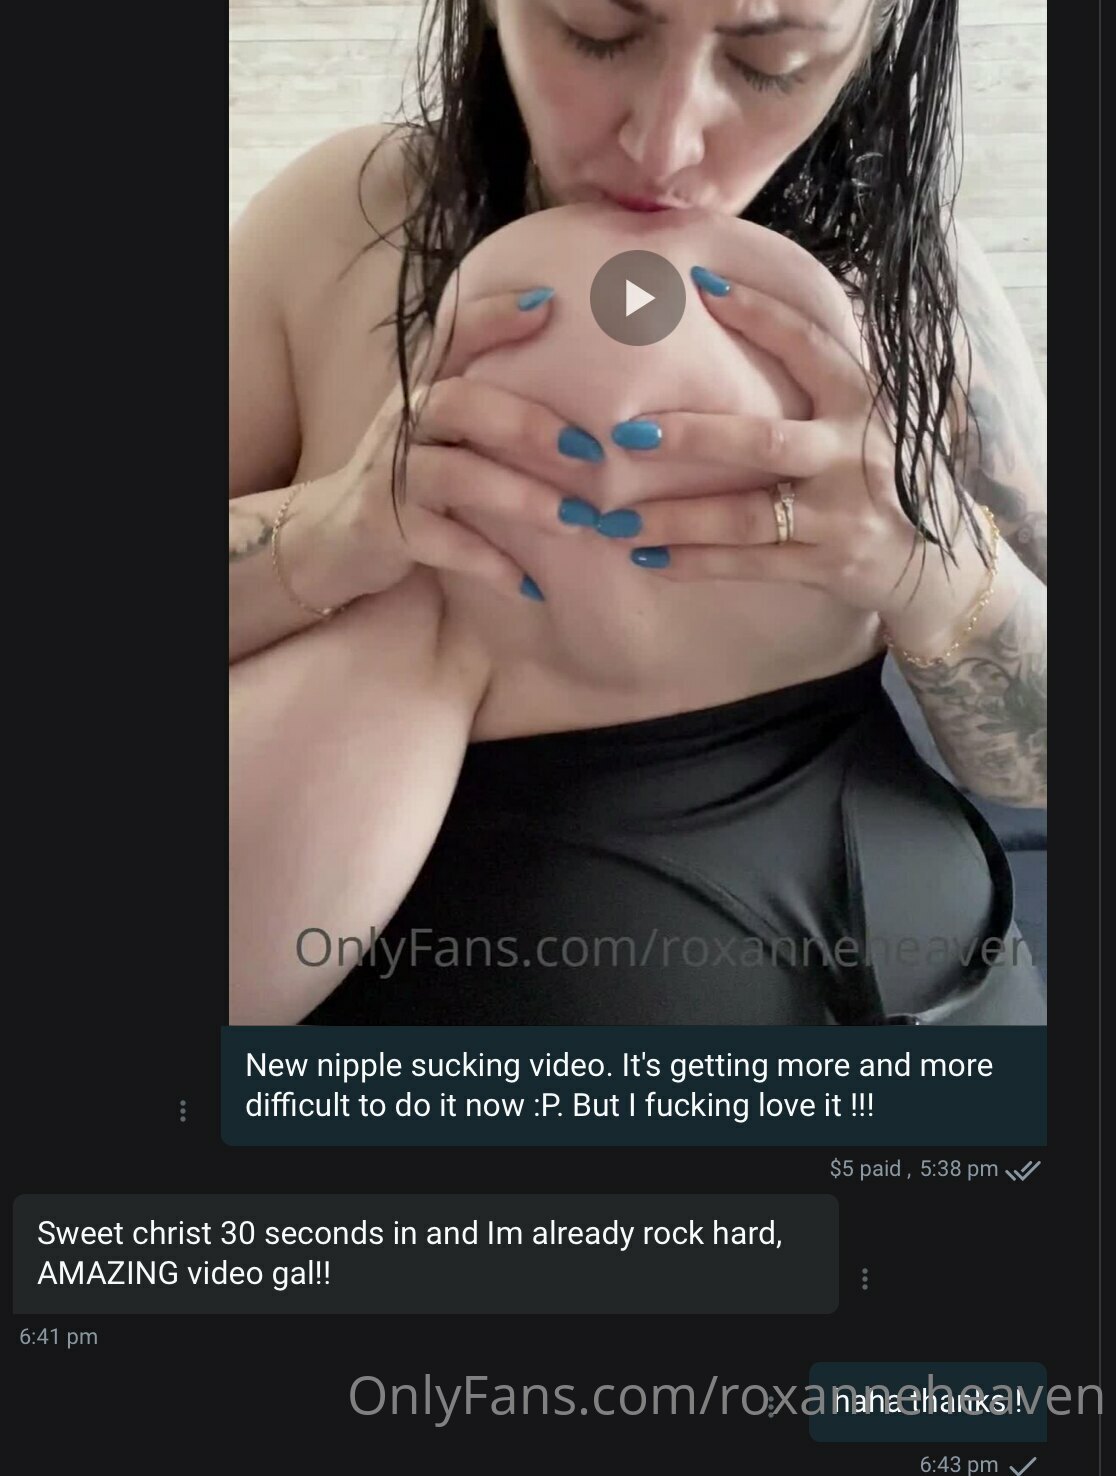 OnlyFans.com/roxanneheaven
New nipple sucking video. It's getting more and more
difficult to do it now :P. But I fucking love it !!!
$5 paid , 5:38 pm
Sweet christ 30 seconds in and Im already rock hard,
AMAZING video gal!!
6:41 pm
OnlyFans.com/roxanneheaven
haha thanks !
6:43 pm